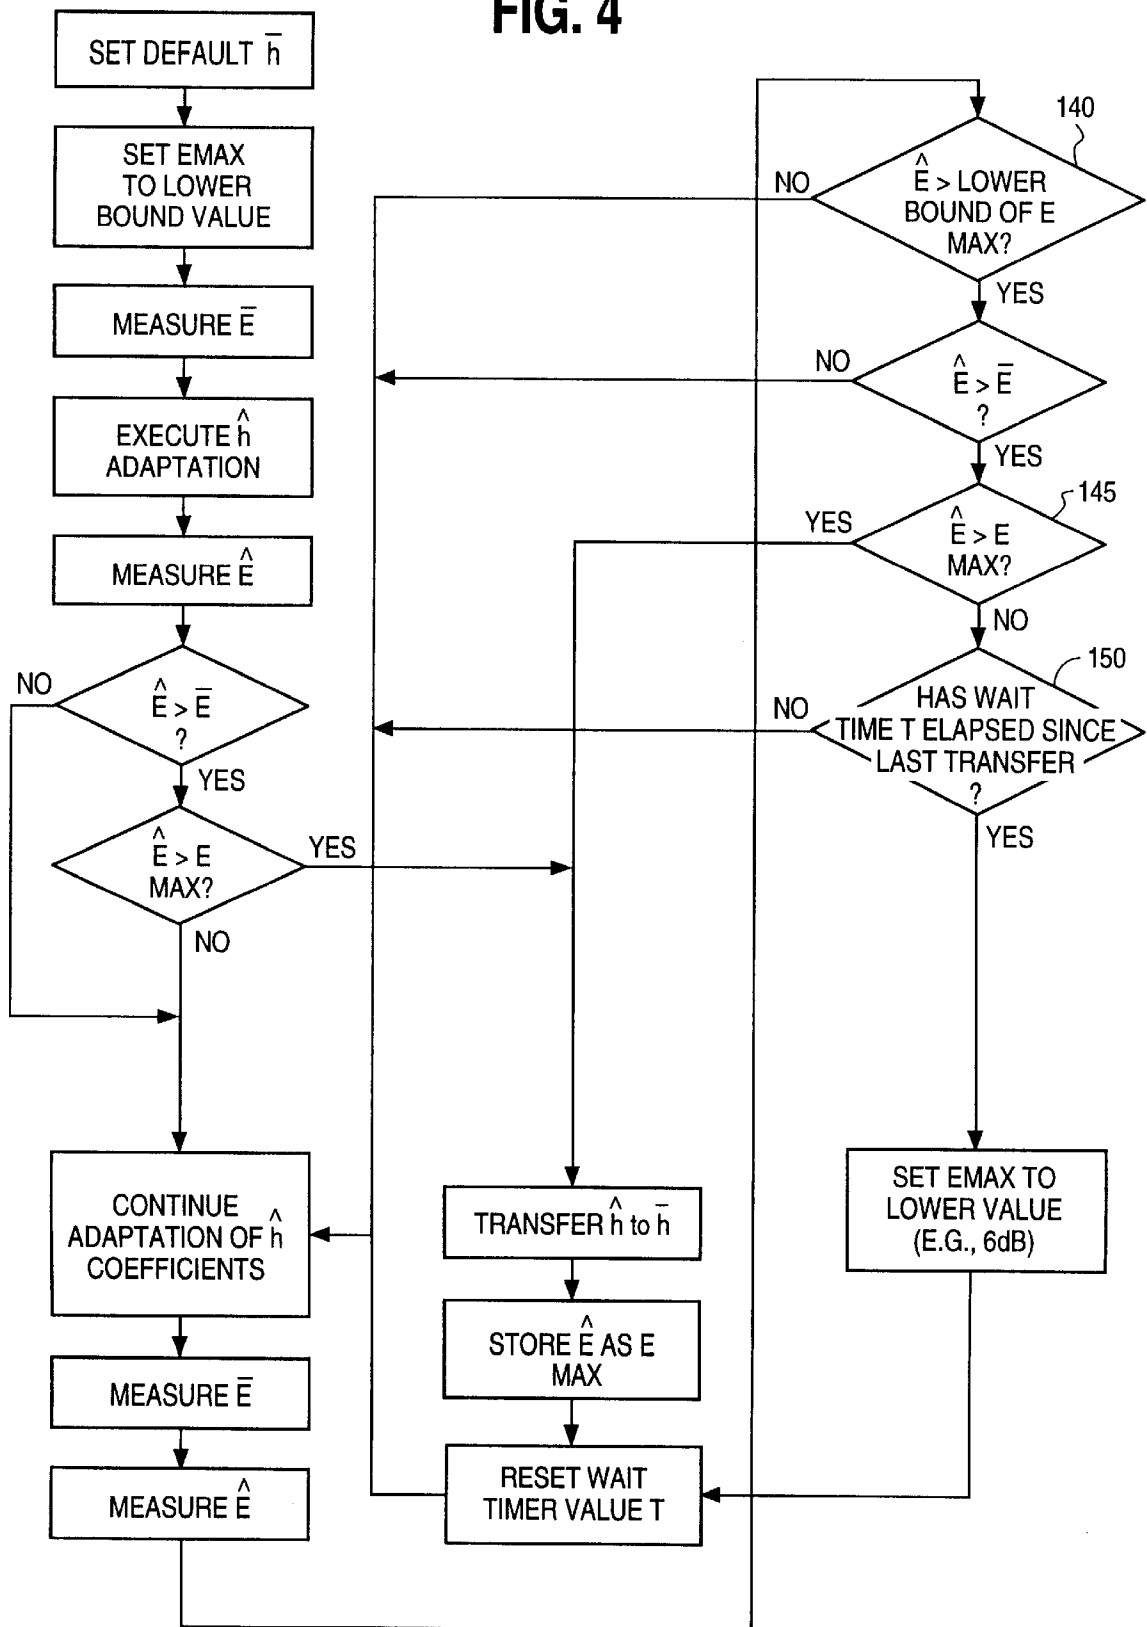 FIG. 4
SET DEFAULT h̅
SET EMAX
TO LOWER
BOUND VALUE
MEASURE E̅
EXECUTE ĥ
ADAPTATION
MEASURE Ê
Ê > E̅
?
NO
YES
Ê > E
MAX?
YES
NO
CONTINUE
ADAPTATION OF ĥ
COEFFICIENTS
MEASURE E̅
MEASURE Ê
TRANSFER ĥ to h̅
STORE Ê AS E
MAX
RESET WAIT
TIMER VALUE T
140
Ê > LOWER
BOUND OF E
MAX?
NO
YES
Ê > E̅
?
NO
YES
145
Ê > E
MAX?
YES
NO
150
HAS WAIT
TIME T ELAPSED SINCE
LAST TRANSFER
?
NO
YES
SET EMAX TO
LOWER VALUE
(E.G., 6dB)